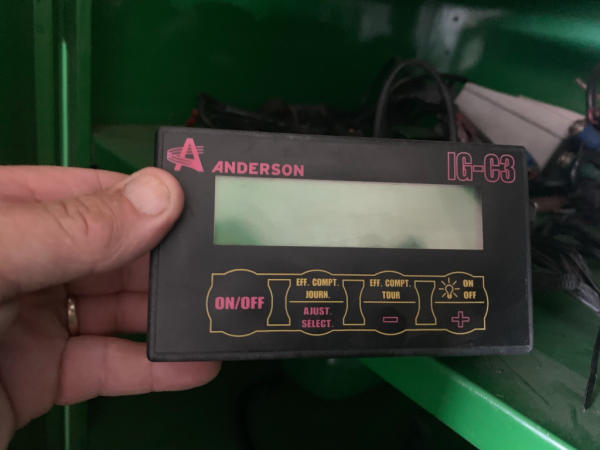 ANDERSON
IG-C3
ON/OFF
EFF. COMPT.
JOURN.
AJUST.
SELECT.
EFF. COMPT.
TOUR
-
ON
OFF
+